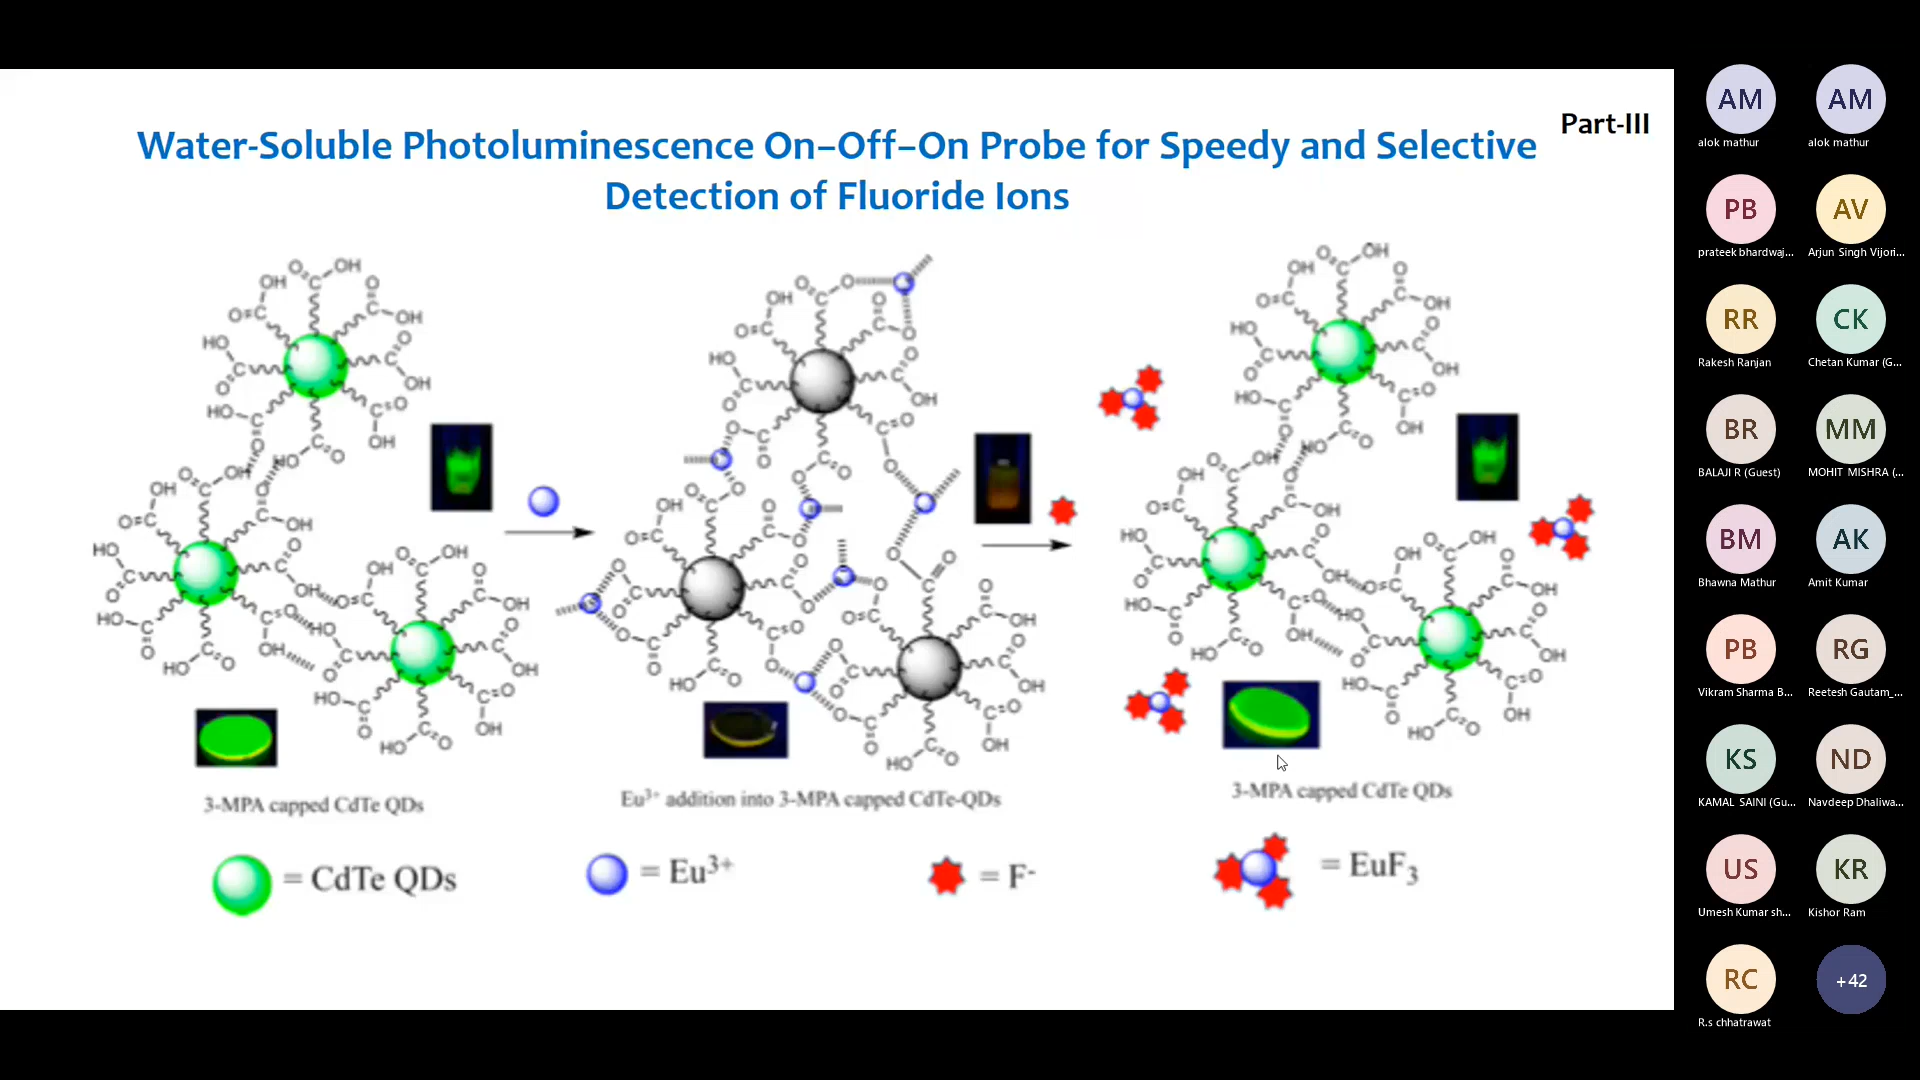 Part-III
Water-Soluble Photoluminescence On–Off–On Probe for Speedy and Selective
Detection of Fluoride Ions
3-MPA capped CdTe QDs
Eu³⁺ addition into 3-MPA capped CdTe-QDs
3-MPA capped CdTe QDs
= CdTe QDs
= Eu³⁺
= F⁻
= EuF₃
AM
AM
alok mathur
alok mathur
PB
AV
prateek bhardwaj...
Arjun Singh Vijori...
RR
CK
Rakesh Ranjan
Chetan Kumar (G...
BR
MM
BALAJI R (Guest)
MOHIT MISHRA (...
BM
AK
Bhawna Mathur
Amit Kumar
PB
RG
Vikram Sharma B...
Reetesh Gautam_...
KS
ND
KAMAL SAINI (Gu...
Navdeep Dhaliwa...
US
KR
Umesh Kumar sh...
Kishor Ram
RC
+42
R.s chhatrawat